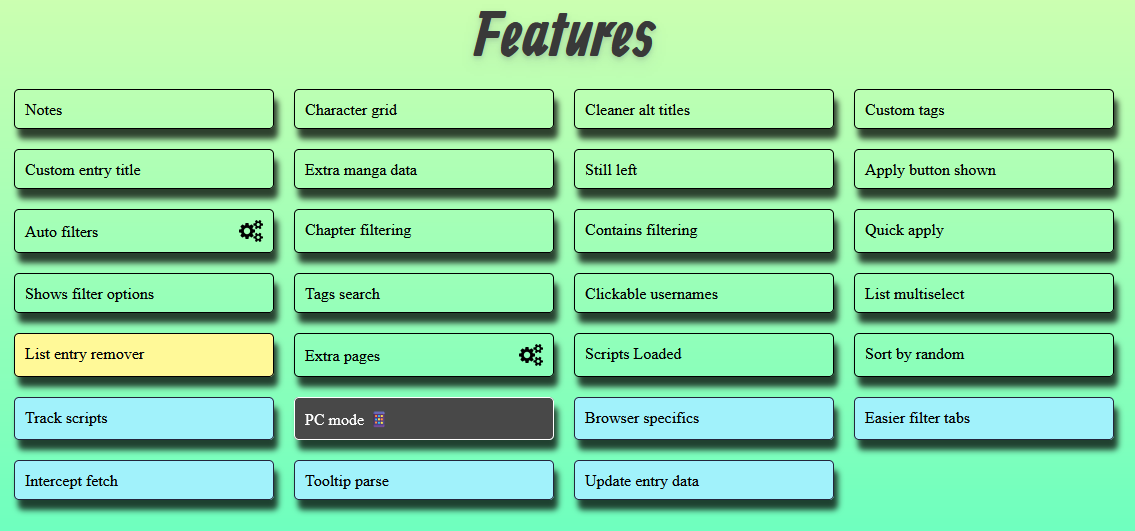 Features
Notes
Character grid
Cleaner alt titles
Custom tags
Custom entry title
Extra manga data
Still left
Apply button shown
Auto filters
Chapter filtering
Contains filtering
Quick apply
Shows filter options
Tags search
Clickable usernames
List multiselect
List entry remover
Extra pages
Scripts Loaded
Sort by random
Track scripts
PC mode
Browser specifics
Easier filter tabs
Intercept fetch
Tooltip parse
Update entry data